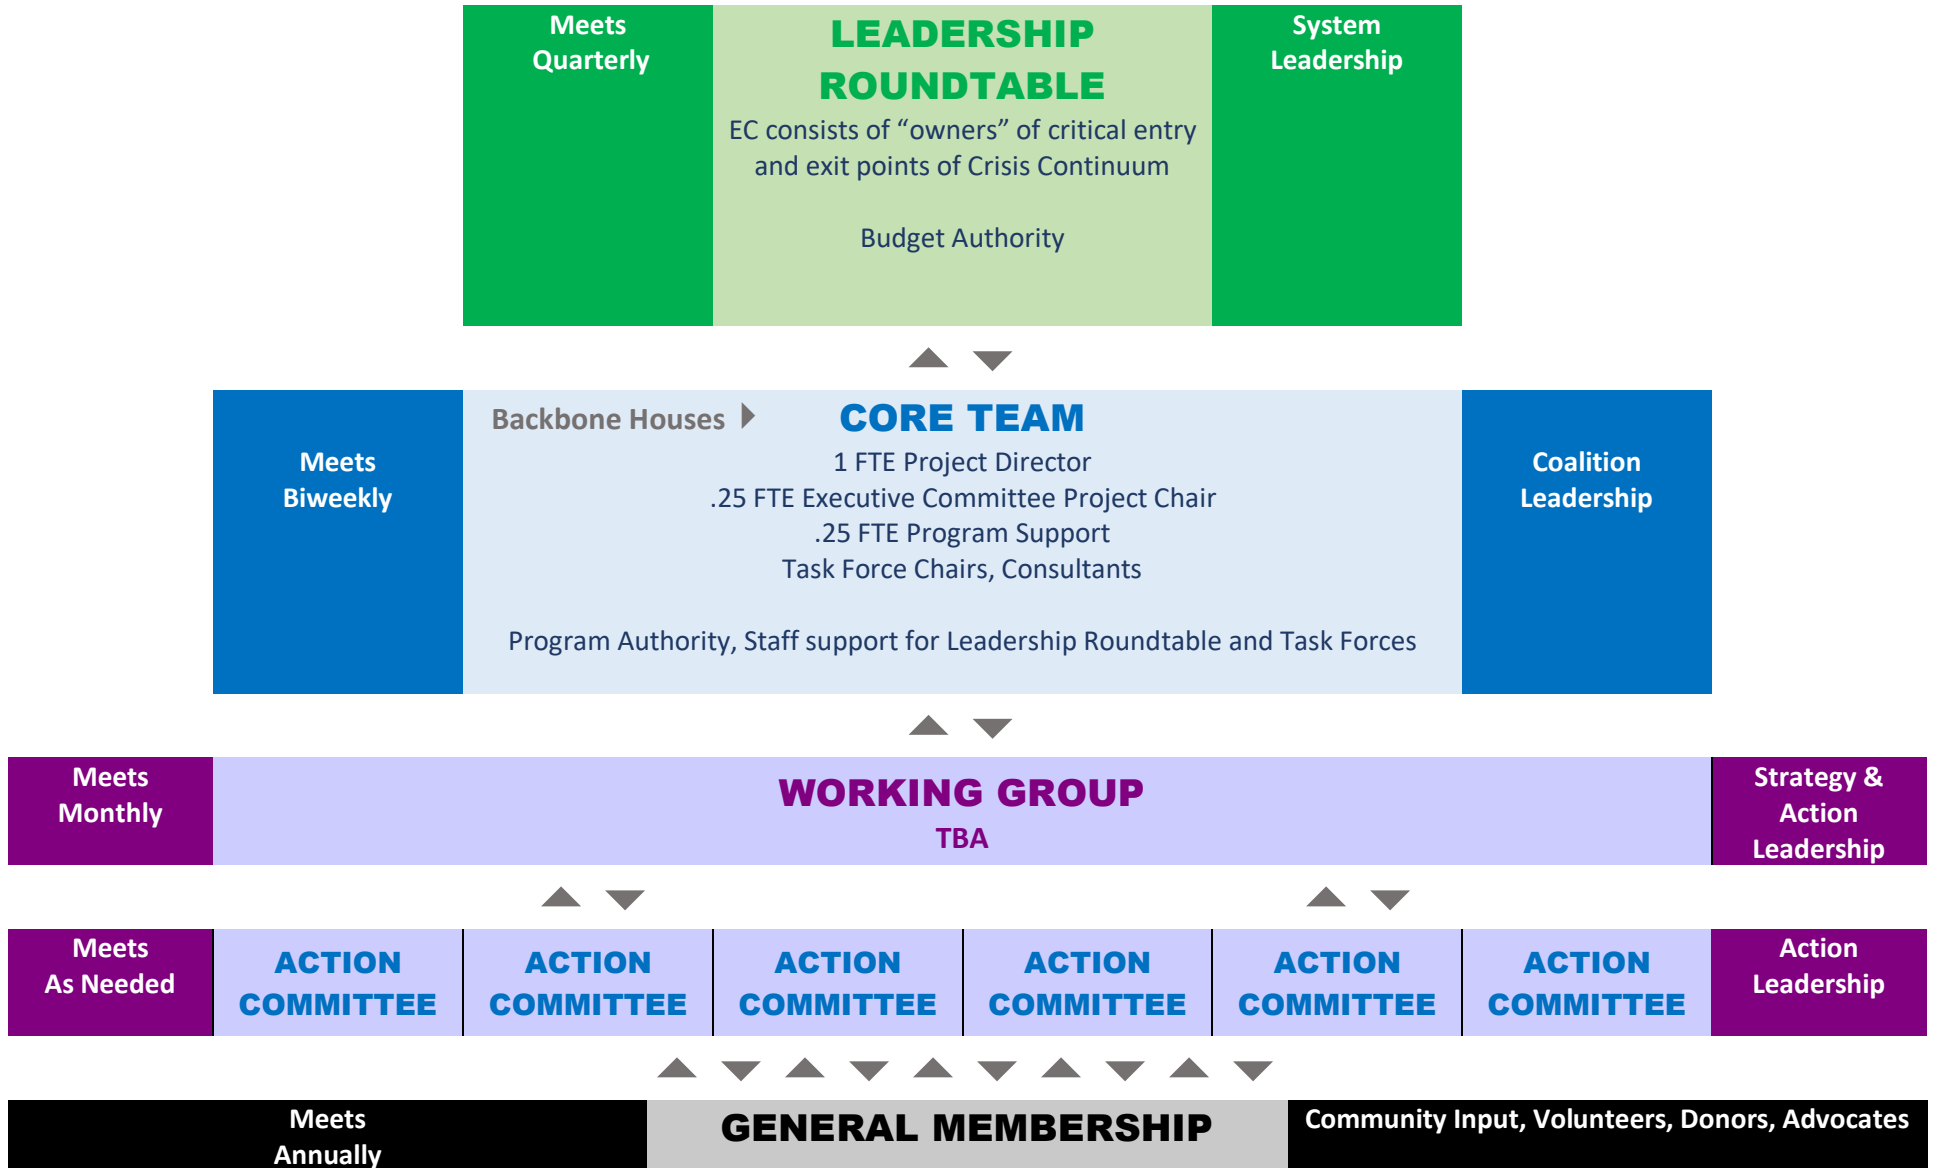 Meets
Quarterly
LEADERSHIP
ROUNDTABLE
EC consists of “owners” of critical entry
and exit points of Crisis Continuum
Budget Authority
System
Leadership
Meets
Biweekly
Backbone Houses
CORE TEAM
1 FTE Project Director
.25 FTE Executive Committee Project Chair
.25 FTE Program Support
Task Force Chairs, Consultants
Program Authority, Staff support for Leadership Roundtable and Task Forces
Coalition
Leadership
Meets
Monthly
WORKING GROUP
TBA
Strategy &
Action
Leadership
Meets
As Needed
ACTION
COMMITTEE
ACTION
COMMITTEE
ACTION
COMMITTEE
ACTION
COMMITTEE
ACTION
COMMITTEE
ACTION
COMMITTEE
Action
Leadership
Meets
Annually
GENERAL MEMBERSHIP
Community Input, Volunteers, Donors, Advocates